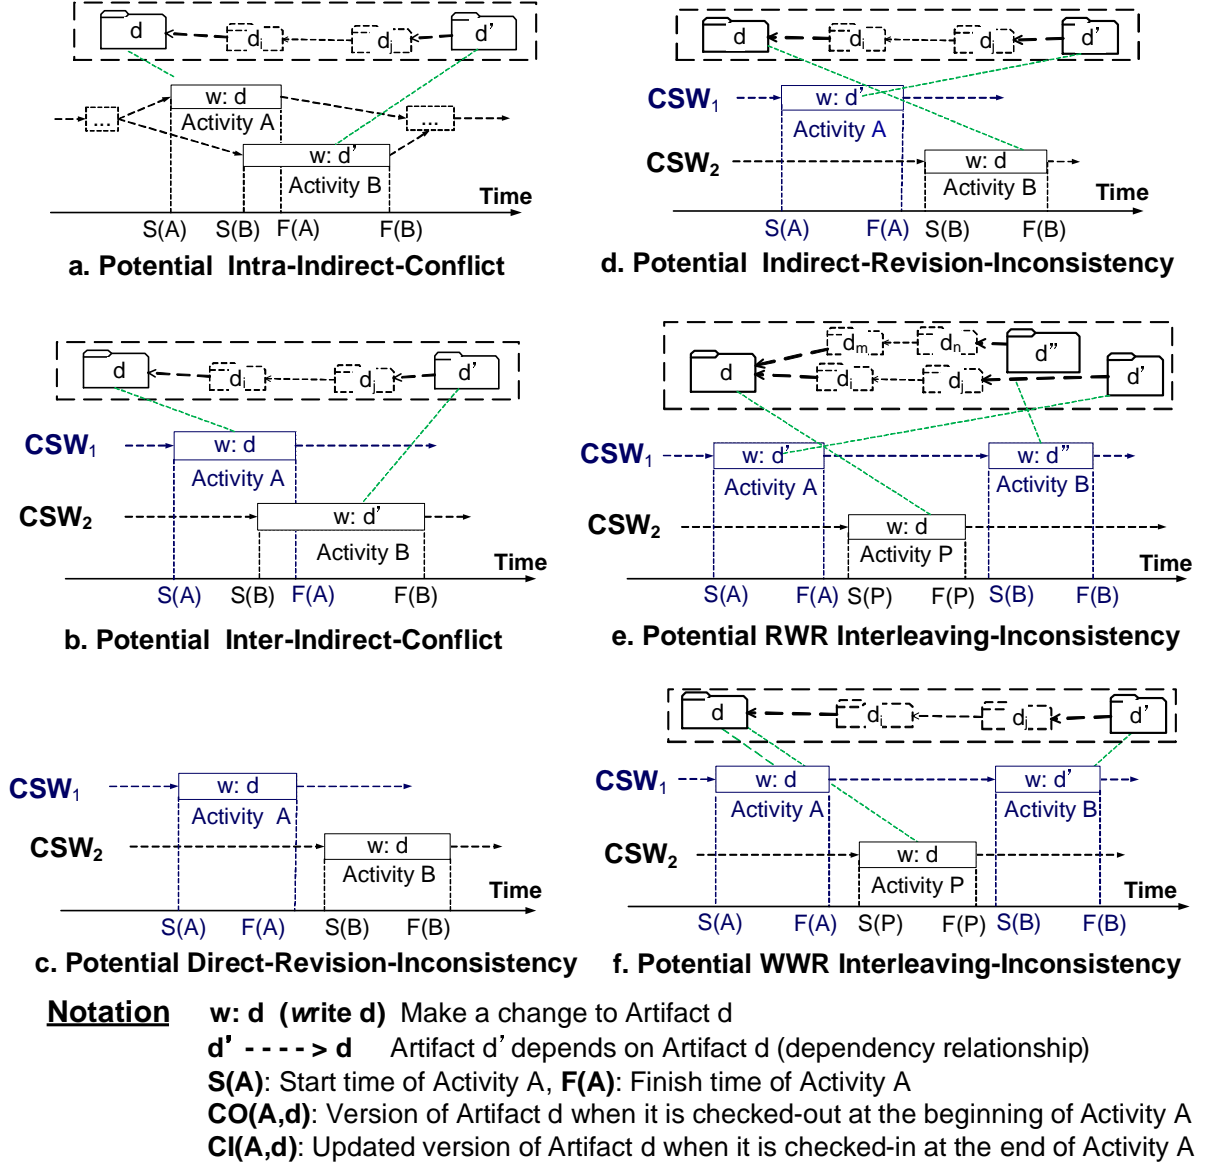 d dᵢ dⱼ d'
w: d
...
...
Activity A
w: d'
Activity B
Time
S(A) S(B) F(A) F(B)
a. Potential Intra-Indirect-Conflict
d dᵢ dⱼ d'
CSW₁ w: d'
Activity A
CSW₂ w: d
Activity B
Time
S(A) F(A) S(B) F(B)
d. Potential Indirect-Revision-Inconsistency
d dᵢ dⱼ d'
CSW₁ w: d
Activity A
CSW₂ w: d'
Activity B
Time
S(A) S(B) F(A) F(B)
b. Potential Inter-Indirect-Conflict
dₘ dₙ d"
d dᵢ dⱼ d'
CSW₁ w: d' w: d"
Activity A Activity B
CSW₂ w: d
Activity P
Time
S(A) F(A) S(P) F(P) S(B) F(B)
e. Potential RWR Interleaving-Inconsistency
CSW₁ w: d
Activity A
CSW₂ w: d
Activity B
Time
S(A) F(A) S(B) F(B)
c. Potential Direct-Revision-Inconsistency
d dᵢ dⱼ d'
CSW₁ w: d w: d'
Activity A Activity B
CSW₂ w: d
Activity P
Time
S(A) F(A) S(P) F(P) S(B) F(B)
f. Potential WWR Interleaving-Inconsistency
Notation w: d (write d) Make a change to Artifact d
d' - - - - > d Artifact d' depends on Artifact d (dependency relationship)
S(A): Start time of Activity A, F(A): Finish time of Activity A
CO(A,d): Version of Artifact d when it is checked-out at the beginning of Activity A
CI(A,d): Updated version of Artifact d when it is checked-in at the end of Activity A